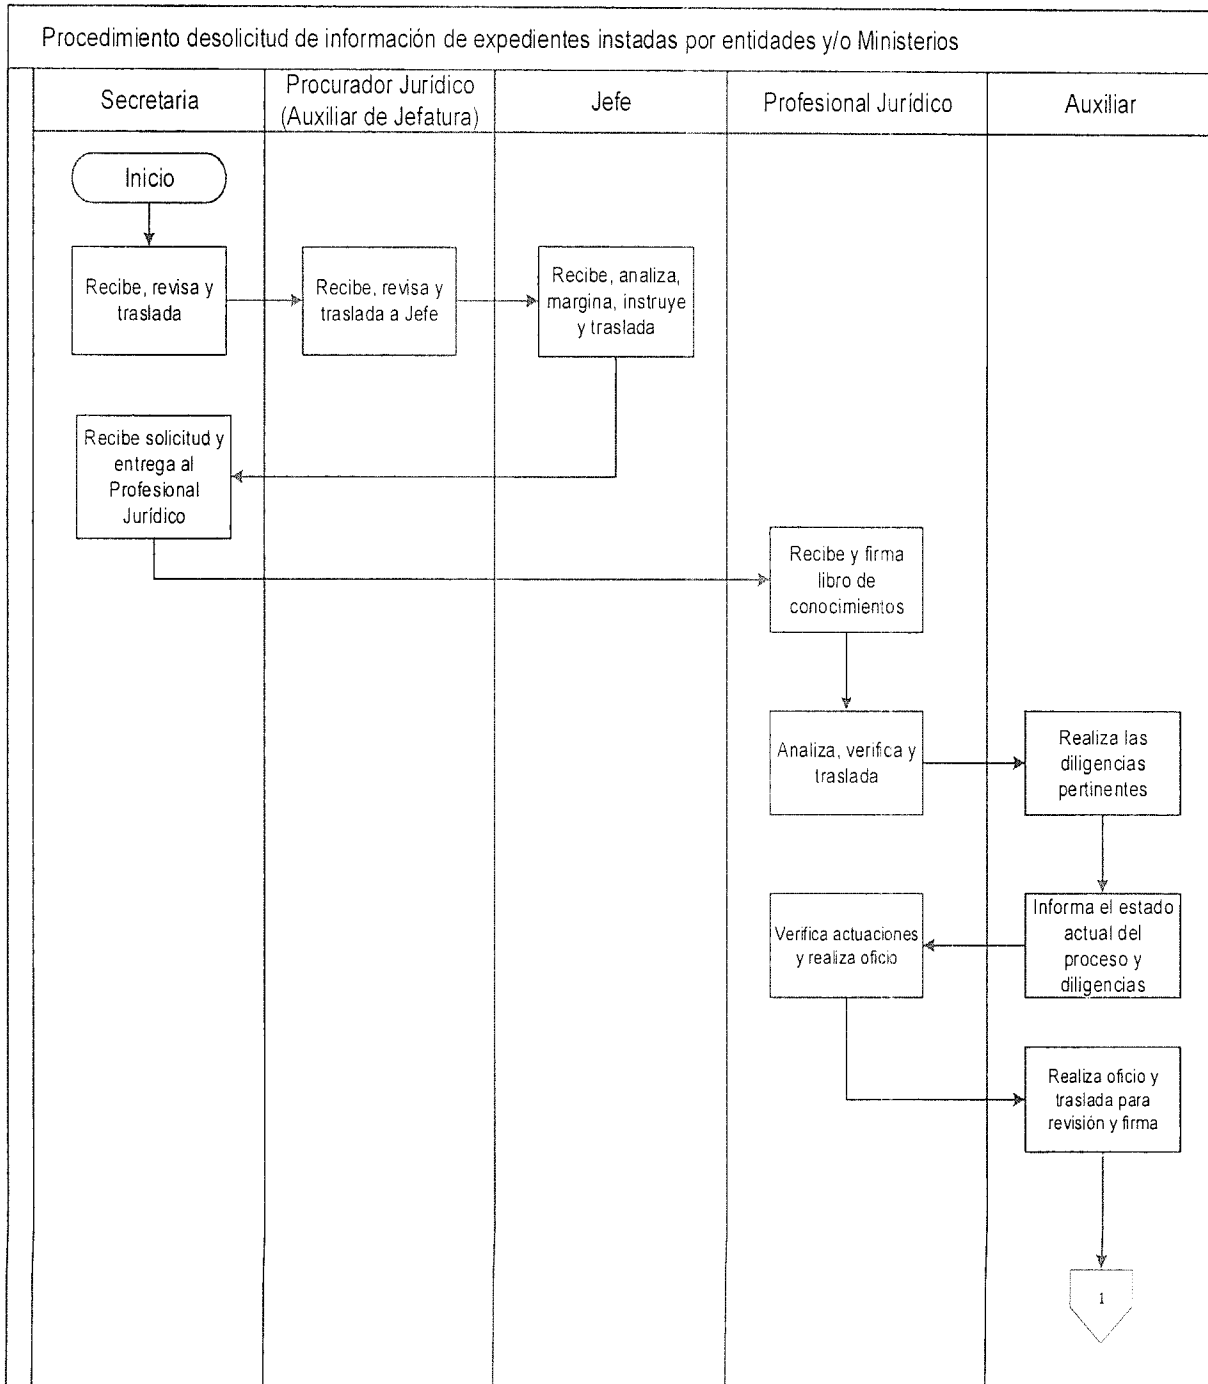 Procedimiento desolicitud de información de expedientes instadas por entidades y/o Ministerios
Secretaria
Procurador Jurídico
(Auxiliar de Jefatura)
Jefe
Profesional Jurídico
Auxiliar
Inicio
Recibe, revisa y
traslada
Recibe, revisa y
traslada a Jefe
Recibe, analiza,
margina, instruye
y traslada
Recibe solicitud y
entrega al
Profesional
Jurídico
Recibe y firma
libro de
conocimientos
Analiza, verifica y
traslada
Realiza las
diligencias
pertinentes
Informa el estado
actual del
proceso y
diligencias
Verifica actuaciones
y realiza oficio
Realiza oficio y
traslada para
revisión y firma
1